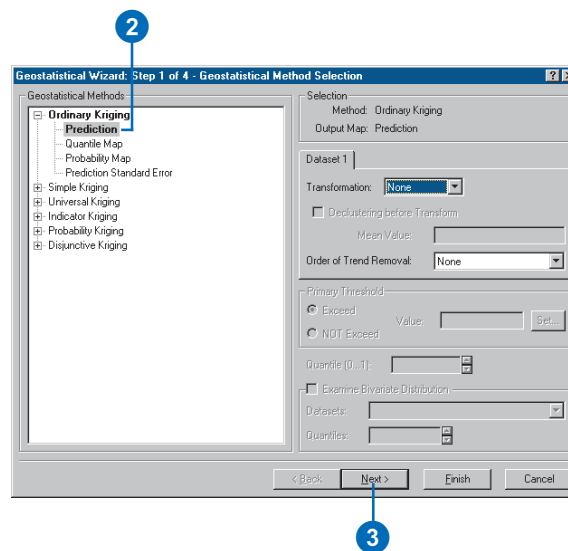 2
Geostatistical Wizard: Step 1 of 4 - Geostatistical Method Selection
Geostatistical Methods
Ordinary Kriging
Prediction
Quantile Map
Probability Map
Prediction Standard Error
Simple Kriging
Universal Kriging
Indicator Kriging
Probability Kriging
Disjunctive Kriging
Selection
Method: Ordinary Kriging
Output Map: Prediction
Dataset 1
Transformation: None
Declustering before Transform
Mean Value:
Order of Trend Removal: None
Primary Threshold
Exceed
NOT Exceed
Value:
Set...
Quantile (0...1):
Examine Bivariate Distribution
Datasets:
Quantiles:
< Back Next > Finish Cancel
3